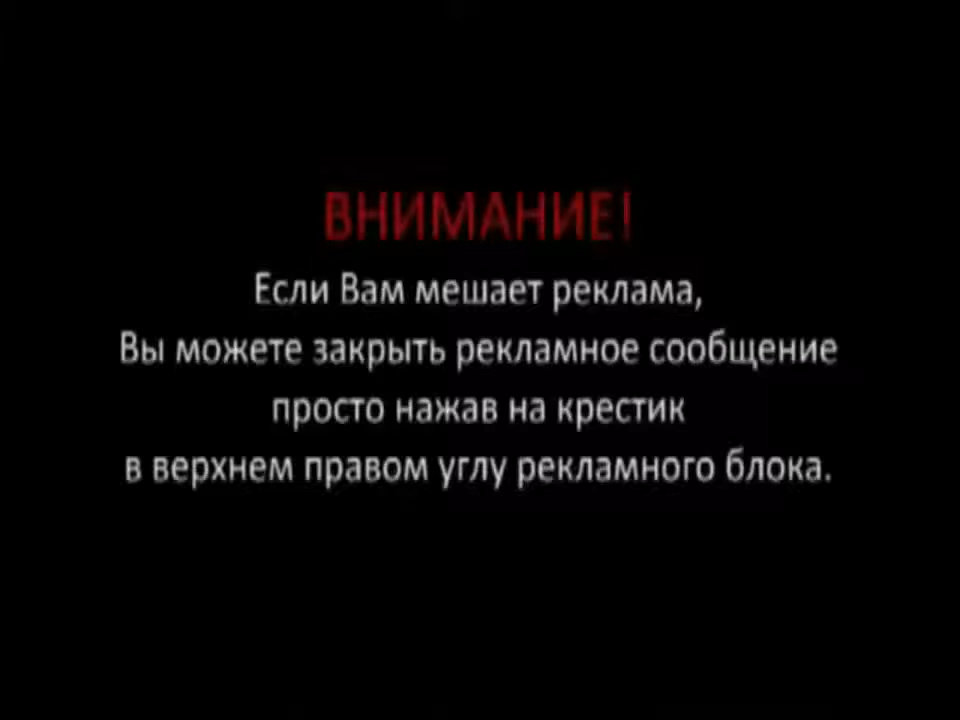 ВНИМАНИЕ!
Если Вам мешает реклама,
Вы можете закрыть рекламное сообщение
просто нажав на крестик
в верхнем правом углу рекламного блока.